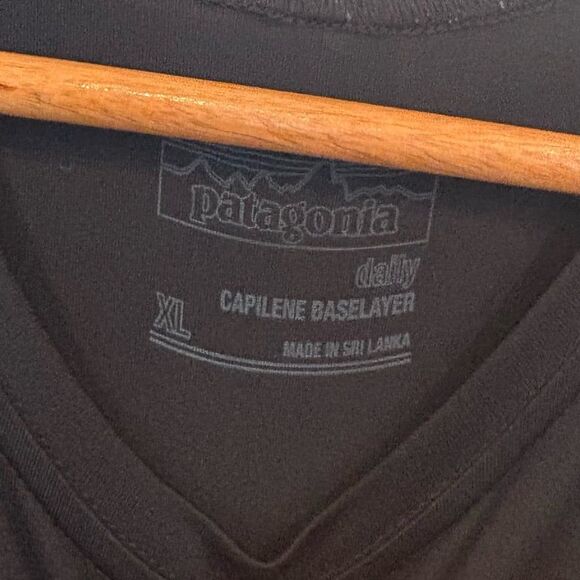 patagonia
daily
CAPILENE BASELAYER
XL
MADE IN SRI LANKA